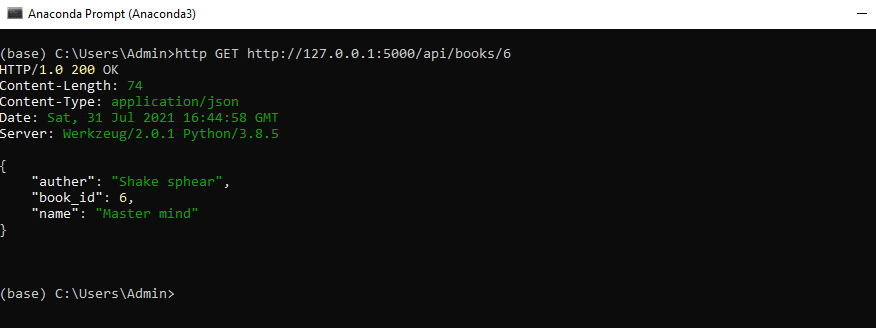 Anaconda Prompt (Anaconda3)
(base) C:\Users\Admin>http GET http://127.0.0.1:5000/api/books/6
HTTP/1.0 200 OK
Content-Length: 74
Content-Type: application/json
Date: Sat, 31 Jul 2021 16:44:58 GMT
Server: Werkzeug/2.0.1 Python/3.8.5
{
    "auther": "Shake sphear",
    "book_id": 6,
    "name": "Master mind"
}
(base) C:\Users\Admin>